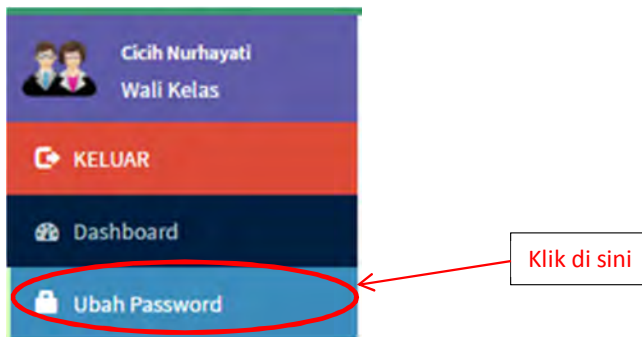 Cicih Nurhayati
Wali Kelas
KELUAR
Dashboard
Ubah Password
Klik di sini